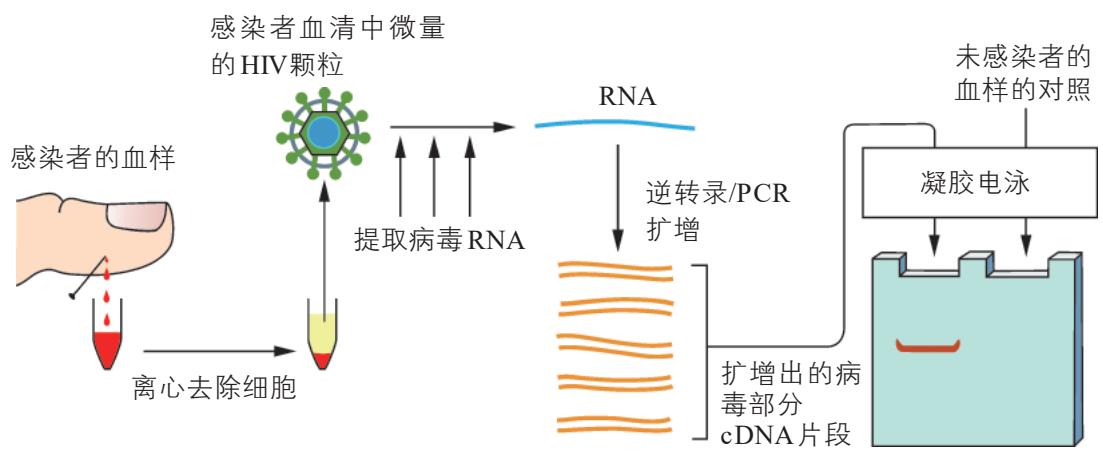 感染者血清中微量
的HIV颗粒
感染者的血样
离心去除细胞
提取病毒RNA
RNA
逆转录/PCR
扩增
扩增出的病
毒部分
cDNA片段
未感染者的
血样的对照
凝胶电泳